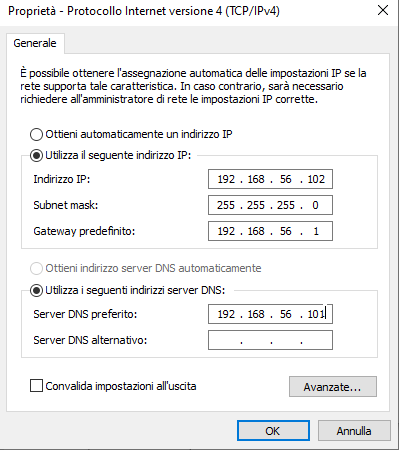 Proprietà - Protocollo Internet versione 4 (TCP/IPv4)
Generale
È possibile ottenere l'assegnazione automatica delle impostazioni IP se la
rete supporta tale caratteristica. In caso contrario, sarà necessario
richiedere all'amministratore di rete le impostazioni IP corrette.
Ottieni automaticamente un indirizzo IP
Utilizza il seguente indirizzo IP:
Indirizzo IP: 192 . 168 . 56 . 102
Subnet mask: 255 . 255 . 255 . 0
Gateway predefinito: 192 . 168 . 56 . 1
Ottieni indirizzo server DNS automaticamente
Utilizza i seguenti indirizzi server DNS:
Server DNS preferito: 192 . 168 . 56 . 101
Server DNS alternativo: . . .
Convalida impostazioni all'uscita Avanzate...
OK Annulla